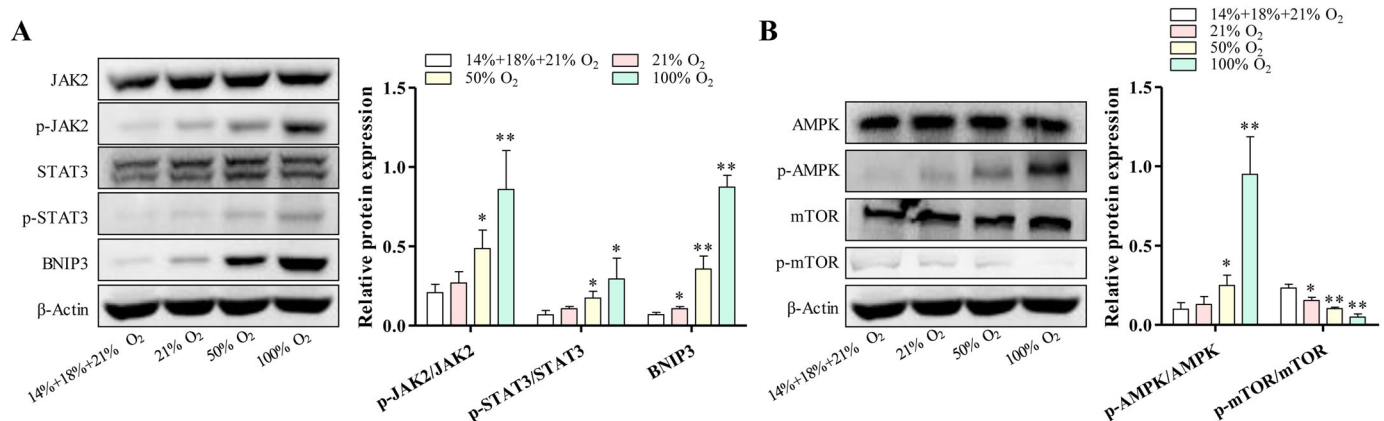 A
JAK2
p-JAK2
STAT3
p-STAT3
BNIP3
β-Actin
14%+18%+21% O₂
21% O₂
50% O₂
100% O₂
14%+18%+21% O₂
21% O₂
50% O₂
100% O₂
Relative protein expression
1.5
1.0
0.5
0.0
**
*
*
*
**
**
*
p-JAK2/JAK2
p-STAT3/STAT3
BNIP3
B
AMPK
p-AMPK
mTOR
p-mTOR
β-Actin
14%+18%+21% O₂
21% O₂
50% O₂
100% O₂
14%+18%+21% O₂
21% O₂
50% O₂
100% O₂
Relative protein expression
1.5
1.0
0.5
0.0
**
*
*
**
**
p-AMPK/AMPK
p-mTOR/mTOR